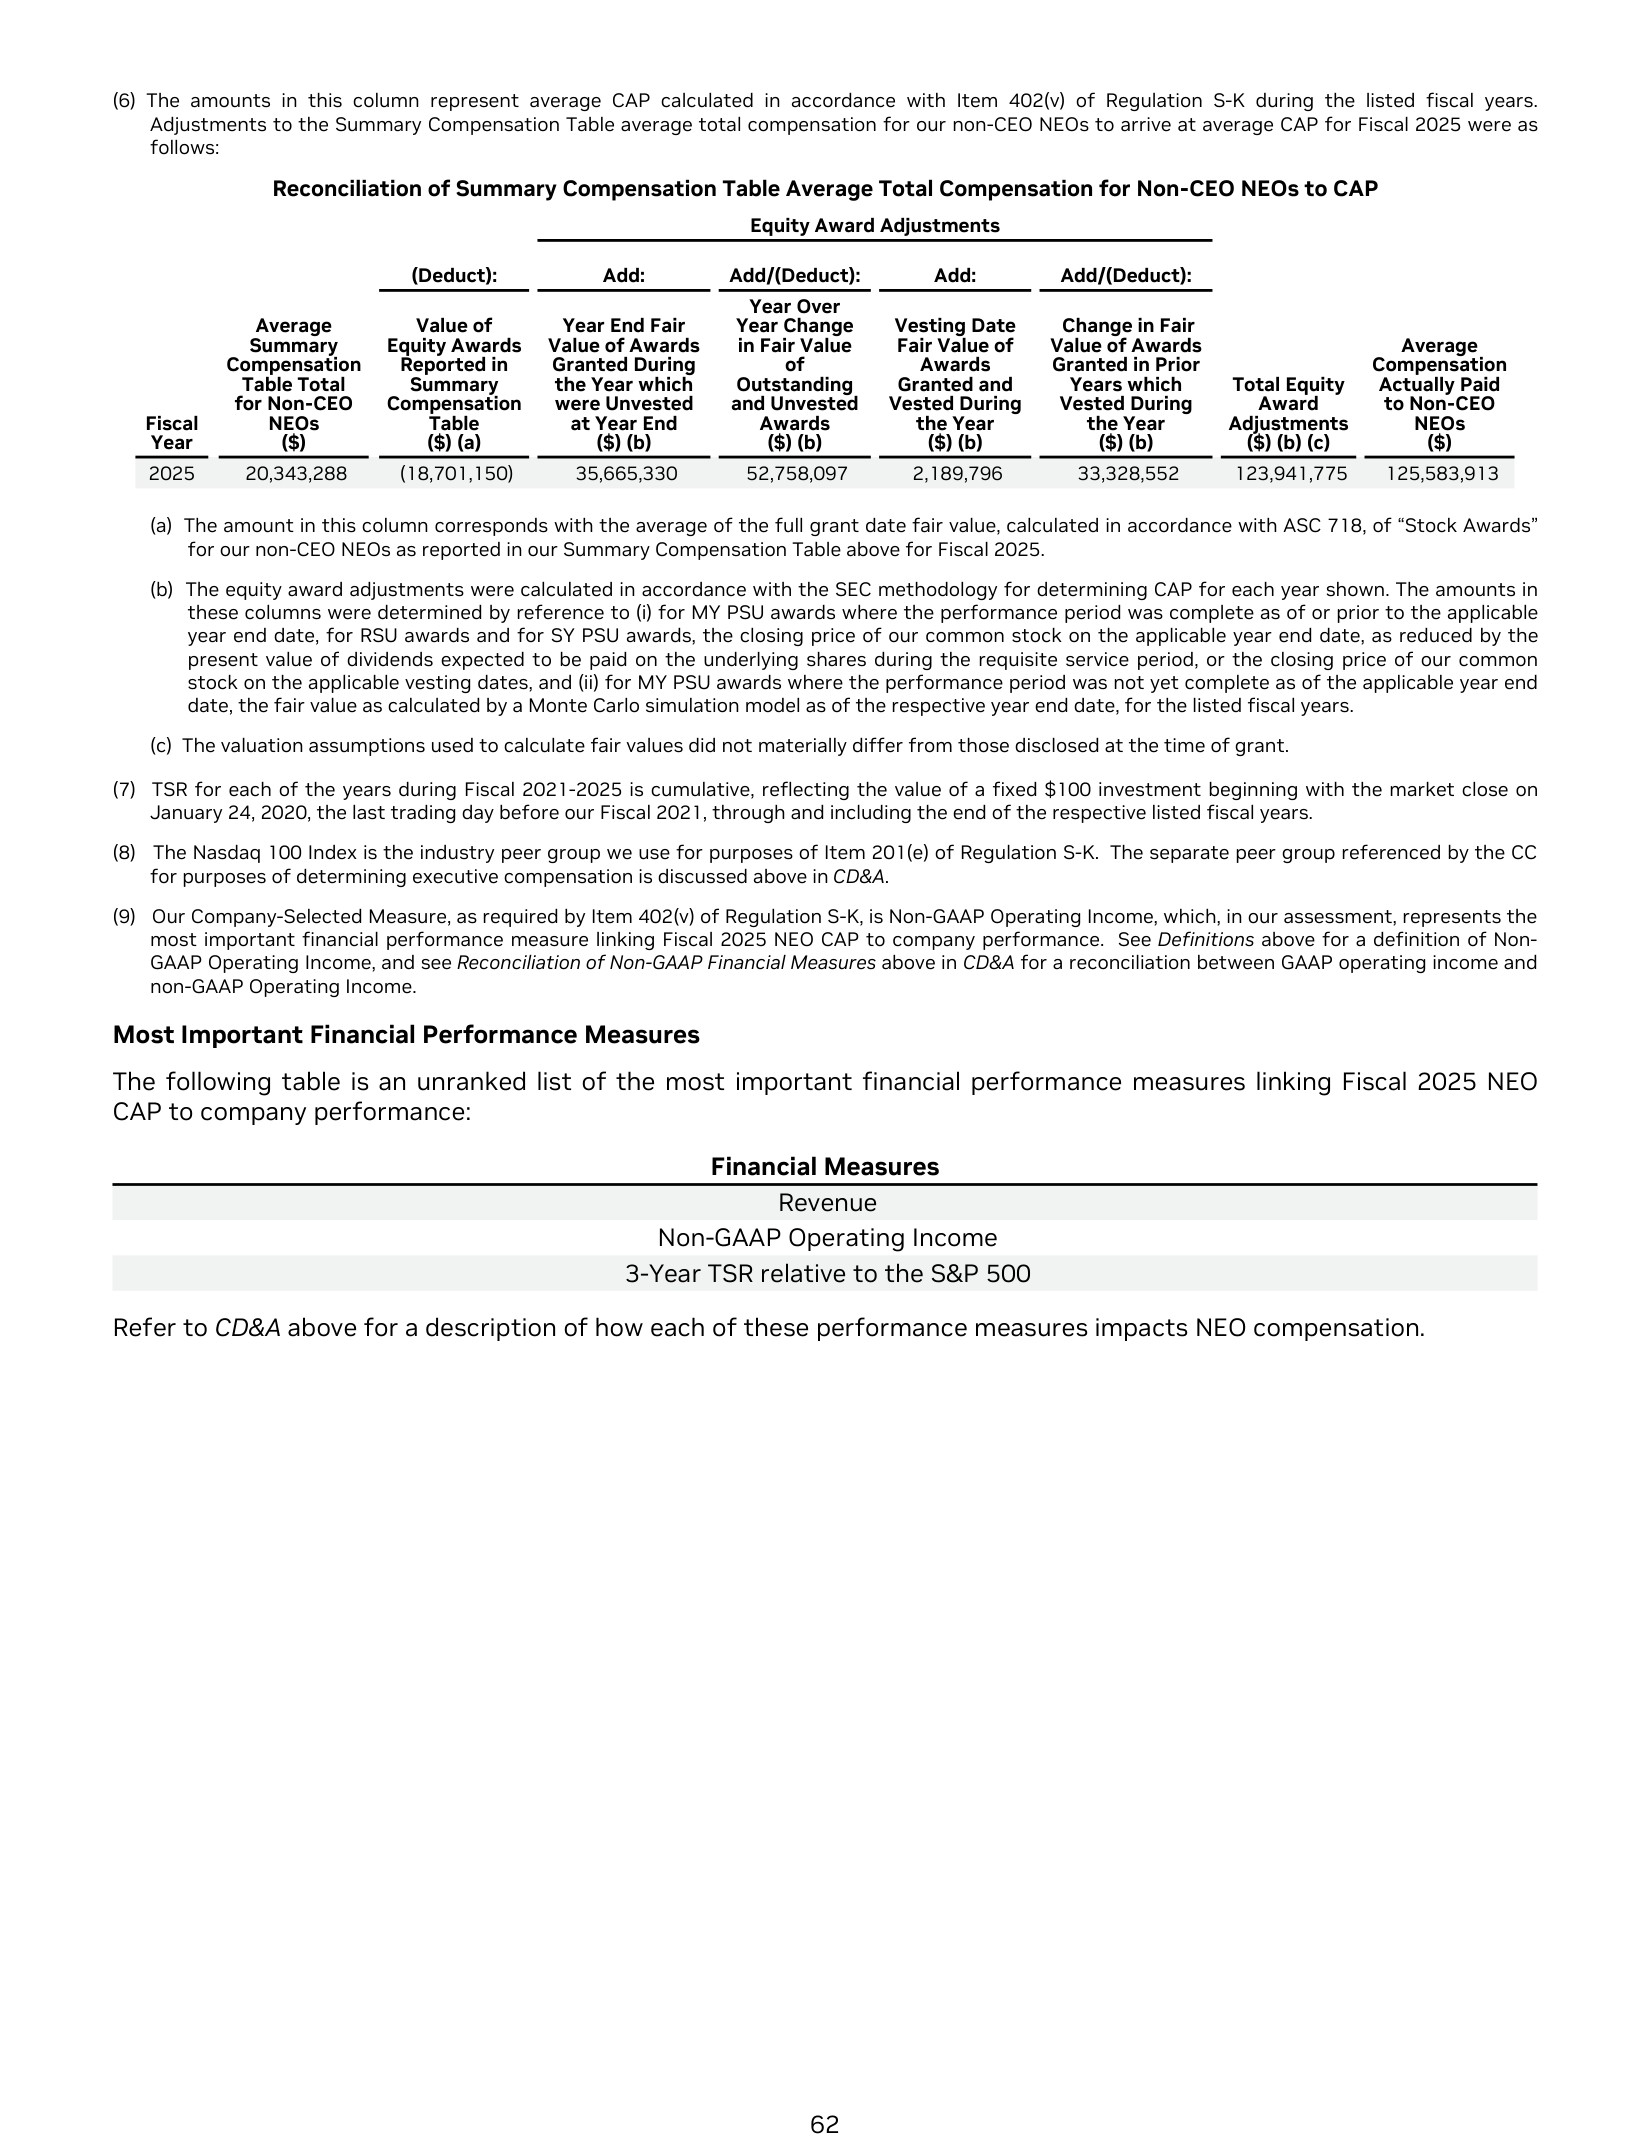 (6) The amounts in this column represent average CAP calculated in accordance with Item 402(v) of Regulation S-K during the listed fiscal years.
Adjustments to the Summary Compensation Table average total compensation for our non-CEO NEOs to arrive at average CAP for Fiscal 2025 were as
follows:
Reconciliation of Summary Compensation Table Average Total Compensation for Non-CEO NEOs to CAP
Equity Award Adjustments
(Deduct): Add: Add/(Deduct): Add: Add/(Deduct):
Fiscal
Year
Average
Summary
Compensation
Table Total
for Non-CEO
NEOs
($)
Value of
Equity Awards
Reported in
Summary
Compensation
Table
($) (a)
Year End Fair
Value of Awards
Granted During
the Year which
were Unvested
at Year End
($) (b)
Year Over
Year Change
in Fair Value
of
Outstanding
and Unvested
Awards
($) (b)
Vesting Date
Fair Value of
Awards
Granted and
Vested During
the Year
($) (b)
Change in Fair
Value of Awards
Granted in Prior
Years which
Vested During
the Year
($) (b)
Total Equity
Award
Adjustments
($) (b) (c)
Average
Compensation
Actually Paid
to Non-CEO
NEOs
($)
2025 20,343,288 (18,701,150) 35,665,330 52,758,097 2,189,796 33,328,552 123,941,775 125,583,913
(a) The amount in this column corresponds with the average of the full grant date fair value, calculated in accordance with ASC 718, of “Stock Awards”
for our non-CEO NEOs as reported in our Summary Compensation Table above for Fiscal 2025.
(b) The equity award adjustments were calculated in accordance with the SEC methodology for determining CAP for each year shown. The amounts in
these columns were determined by reference to (i) for MY PSU awards where the performance period was complete as of or prior to the applicable
year end date, for RSU awards and for SY PSU awards, the closing price of our common stock on the applicable year end date, as reduced by the
present value of dividends expected to be paid on the underlying shares during the requisite service period, or the closing price of our common
stock on the applicable vesting dates, and (ii) for MY PSU awards where the performance period was not yet complete as of the applicable year end
date, the fair value as calculated by a Monte Carlo simulation model as of the respective year end date, for the listed fiscal years.
(c) The valuation assumptions used to calculate fair values did not materially differ from those disclosed at the time of grant.
(7) TSR for each of the years during Fiscal 2021-2025 is cumulative, reflecting the value of a fixed $100 investment beginning with the market close on
January 24, 2020, the last trading day before our Fiscal 2021, through and including the end of the respective listed fiscal years.
(8) The Nasdaq 100 Index is the industry peer group we use for purposes of Item 201(e) of Regulation S-K. The separate peer group referenced by the CC
for purposes of determining executive compensation is discussed above in CD&A.
(9) Our Company-Selected Measure, as required by Item 402(v) of Regulation S-K, is Non-GAAP Operating Income, which, in our assessment, represents the
most important financial performance measure linking Fiscal 2025 NEO CAP to company performance. See Definitions above for a definition of Non-
GAAP Operating Income, and see Reconciliation of Non-GAAP Financial Measures above in CD&A for a reconciliation between GAAP operating income and
non-GAAP Operating Income.
Most Important Financial Performance Measures
The following table is an unranked list of the most important financial performance measures linking Fiscal 2025 NEO
CAP to company performance:
Financial Measures
Revenue
Non-GAAP Operating Income
3-Year TSR relative to the S&P 500
Refer to CD&A above for a description of how each of these performance measures impacts NEO compensation.
62